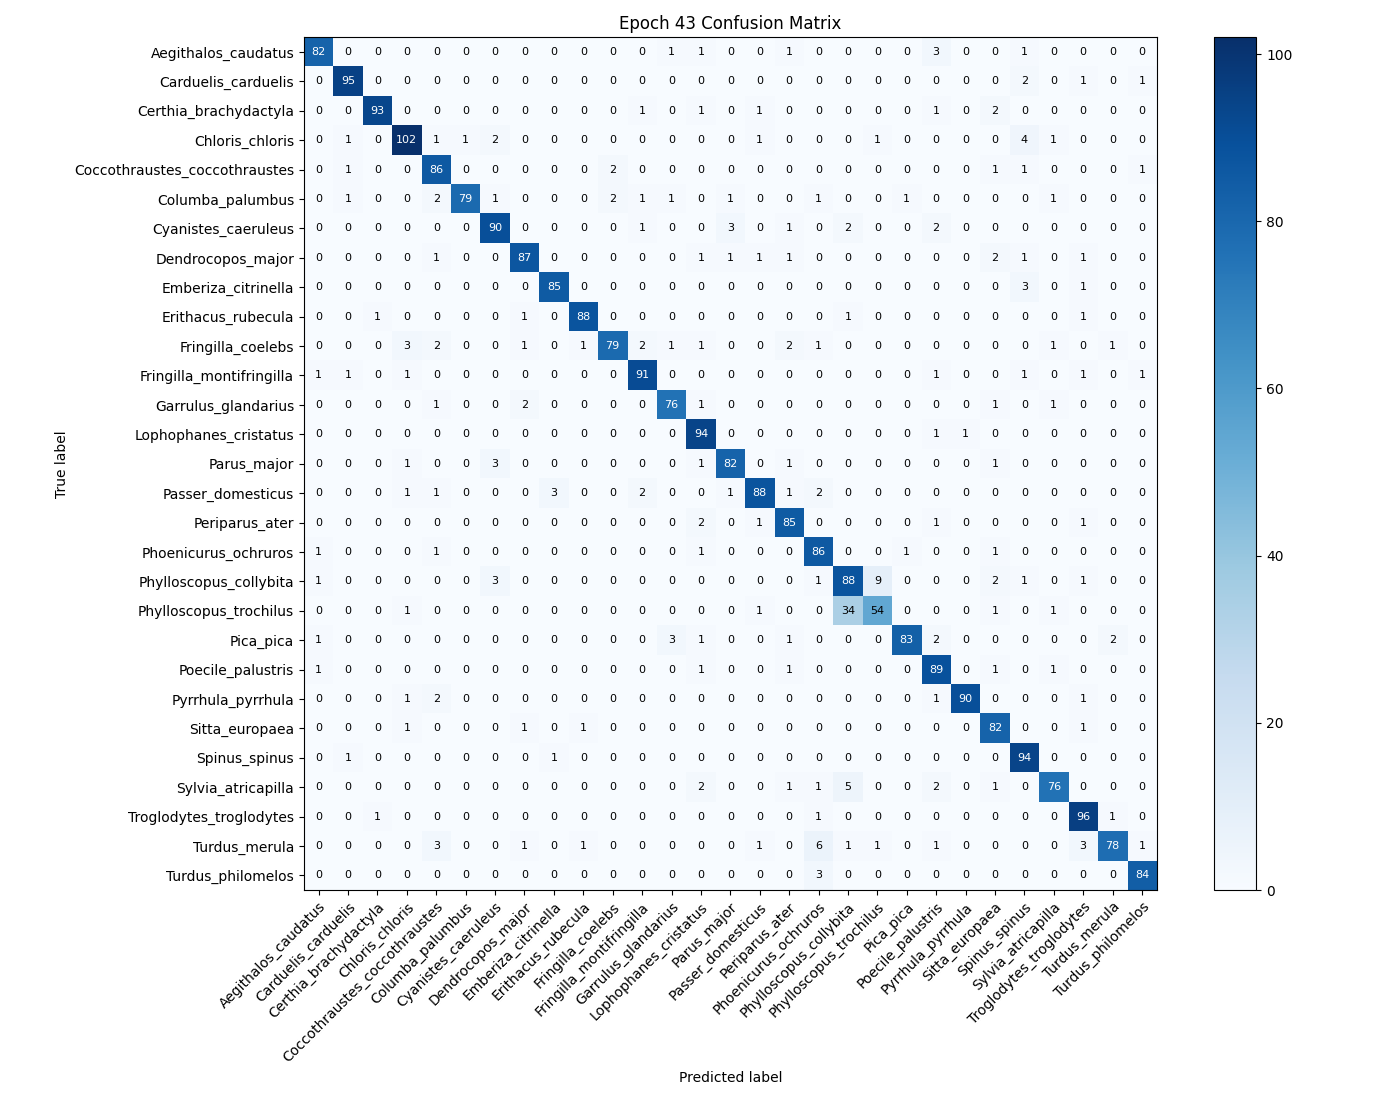 Epoch 43 Confusion Matrix
Aegithalos_caudatus 82 0 0 0 0 0 0 0 0 0 0 0 1 1 0 0 1 0 0 0 0 3 0 0 1 0 0 0 0
Carduelis_carduelis 0 95 0 0 0 0 0 0 0 0 0 0 0 0 0 0 0 0 0 0 0 0 0 0 2 0 1 0 1
Certhia_brachydactyla 0 0 93 0 0 0 0 0 0 0 0 1 0 1 0 1 0 0 0 0 0 1 0 2 0 0 0 0 0
Chloris_chloris 0 1 0 102 1 1 2 0 0 0 0 0 0 0 0 1 0 0 0 1 0 0 0 0 4 1 0 0 0
Coccothraustes_coccothraustes 0 1 0 0 86 0 0 0 0 0 2 0 0 0 0 0 0 0 0 0 0 0 0 1 1 0 0 0 1
Columba_palumbus 0 1 0 0 2 79 1 0 0 0 2 1 1 0 1 0 0 1 0 0 1 0 0 0 0 1 0 0 0
Cyanistes_caeruleus 0 0 0 0 0 0 90 0 0 0 0 1 0 0 3 0 1 0 2 0 0 2 0 0 0 0 0 0 0
Dendrocopos_major 0 0 0 0 1 0 0 87 0 0 0 0 0 1 1 1 1 0 0 0 0 0 0 2 1 0 1 0 0
Emberiza_citrinella 0 0 0 0 0 0 0 0 85 0 0 0 0 0 0 0 0 0 0 0 0 0 0 0 3 0 1 0 0
Erithacus_rubecula 0 0 1 0 0 0 0 1 0 88 0 0 0 0 0 0 0 0 1 0 0 0 0 0 0 0 1 0 0
Fringilla_coelebs 0 0 0 3 2 0 0 1 0 1 79 2 1 1 0 0 2 1 0 0 0 0 0 0 0 1 0 1 0
Fringilla_montifringilla 1 1 0 1 0 0 0 0 0 0 0 91 0 0 0 0 0 0 0 0 0 1 0 0 1 0 1 0 1
Garrulus_glandarius 0 0 0 0 1 0 0 2 0 0 0 0 76 1 0 0 0 0 0 0 0 0 0 1 0 1 0 0 0
Lophophanes_cristatus 0 0 0 0 0 0 0 0 0 0 0 0 0 94 0 0 0 0 0 0 0 1 1 0 0 0 0 0 0
Parus_major 0 0 0 1 0 0 3 0 0 0 0 0 0 1 82 0 1 0 0 0 0 0 0 1 0 0 0 0 0
Passer_domesticus 0 0 0 1 1 0 0 0 3 0 0 2 0 0 1 88 1 2 0 0 0 0 0 0 0 0 0 0 0
Periparus_ater 0 0 0 0 0 0 0 0 0 0 0 0 0 2 0 1 85 0 0 0 0 1 0 0 0 0 1 0 0
Phoenicurus_ochruros 1 0 0 0 1 0 0 0 0 0 0 0 0 1 0 0 0 86 0 0 1 0 0 1 0 0 0 0 0
Phylloscopus_collybita 1 0 0 0 0 0 3 0 0 0 0 0 0 0 0 0 0 1 88 9 0 0 0 2 1 0 1 0 0
Phylloscopus_trochilus 0 0 0 1 0 0 0 0 0 0 0 0 0 0 0 1 0 0 34 54 0 0 0 1 0 1 0 0 0
Pica_pica 1 0 0 0 0 0 0 0 0 0 0 0 3 1 0 0 1 0 0 0 83 2 0 0 0 0 0 2 0
Poecile_palustris 1 0 0 0 0 0 0 0 0 0 0 0 0 1 0 0 1 0 0 0 0 89 0 1 0 1 0 0 0
Pyrrhula_pyrrhula 0 0 0 1 2 0 0 0 0 0 0 0 0 0 0 0 0 0 0 0 0 1 90 0 0 0 1 0 0
Sitta_europaea 0 0 0 1 0 0 0 1 0 1 0 0 0 0 0 0 0 0 0 0 0 0 0 82 0 0 1 0 0
Spinus_spinus 0 1 0 0 0 0 0 0 1 0 0 0 0 0 0 0 0 0 0 0 0 0 0 0 94 0 0 0 0
Sylvia_atricapilla 0 0 0 0 0 0 0 0 0 0 0 0 0 2 0 0 1 1 5 0 0 2 0 1 0 76 0 0 0
Troglodytes_troglodytes 0 0 1 0 0 0 0 0 0 0 0 0 0 0 0 0 0 1 0 0 0 0 0 0 0 0 96 1 0
Turdus_merula 0 0 0 0 3 0 0 1 0 1 0 0 0 0 0 1 0 6 1 1 0 1 0 0 0 0 3 78 1
Turdus_philomelos 0 0 0 0 0 0 0 0 0 0 0 0 0 0 0 0 0 3 0 0 0 0 0 0 0 0 0 0 84
True label
Aegithalos_caudatus
Carduelis_carduelis
Certhia_brachydactyla
Chloris_chloris
Coccothraustes_coccothraustes
Columba_palumbus
Cyanistes_caeruleus
Dendrocopos_major
Emberiza_citrinella
Erithacus_rubecula
Fringilla_coelebs
Fringilla_montifringilla
Garrulus_glandarius
Lophophanes_cristatus
Parus_major
Passer_domesticus
Periparus_ater
Phoenicurus_ochruros
Phylloscopus_collybita
Phylloscopus_trochilus
Pica_pica
Poecile_palustris
Pyrrhula_pyrrhula
Sitta_europaea
Spinus_spinus
Sylvia_atricapilla
Troglodytes_troglodytes
Turdus_merula
Turdus_philomelos
Predicted label
100
80
60
40
20
0